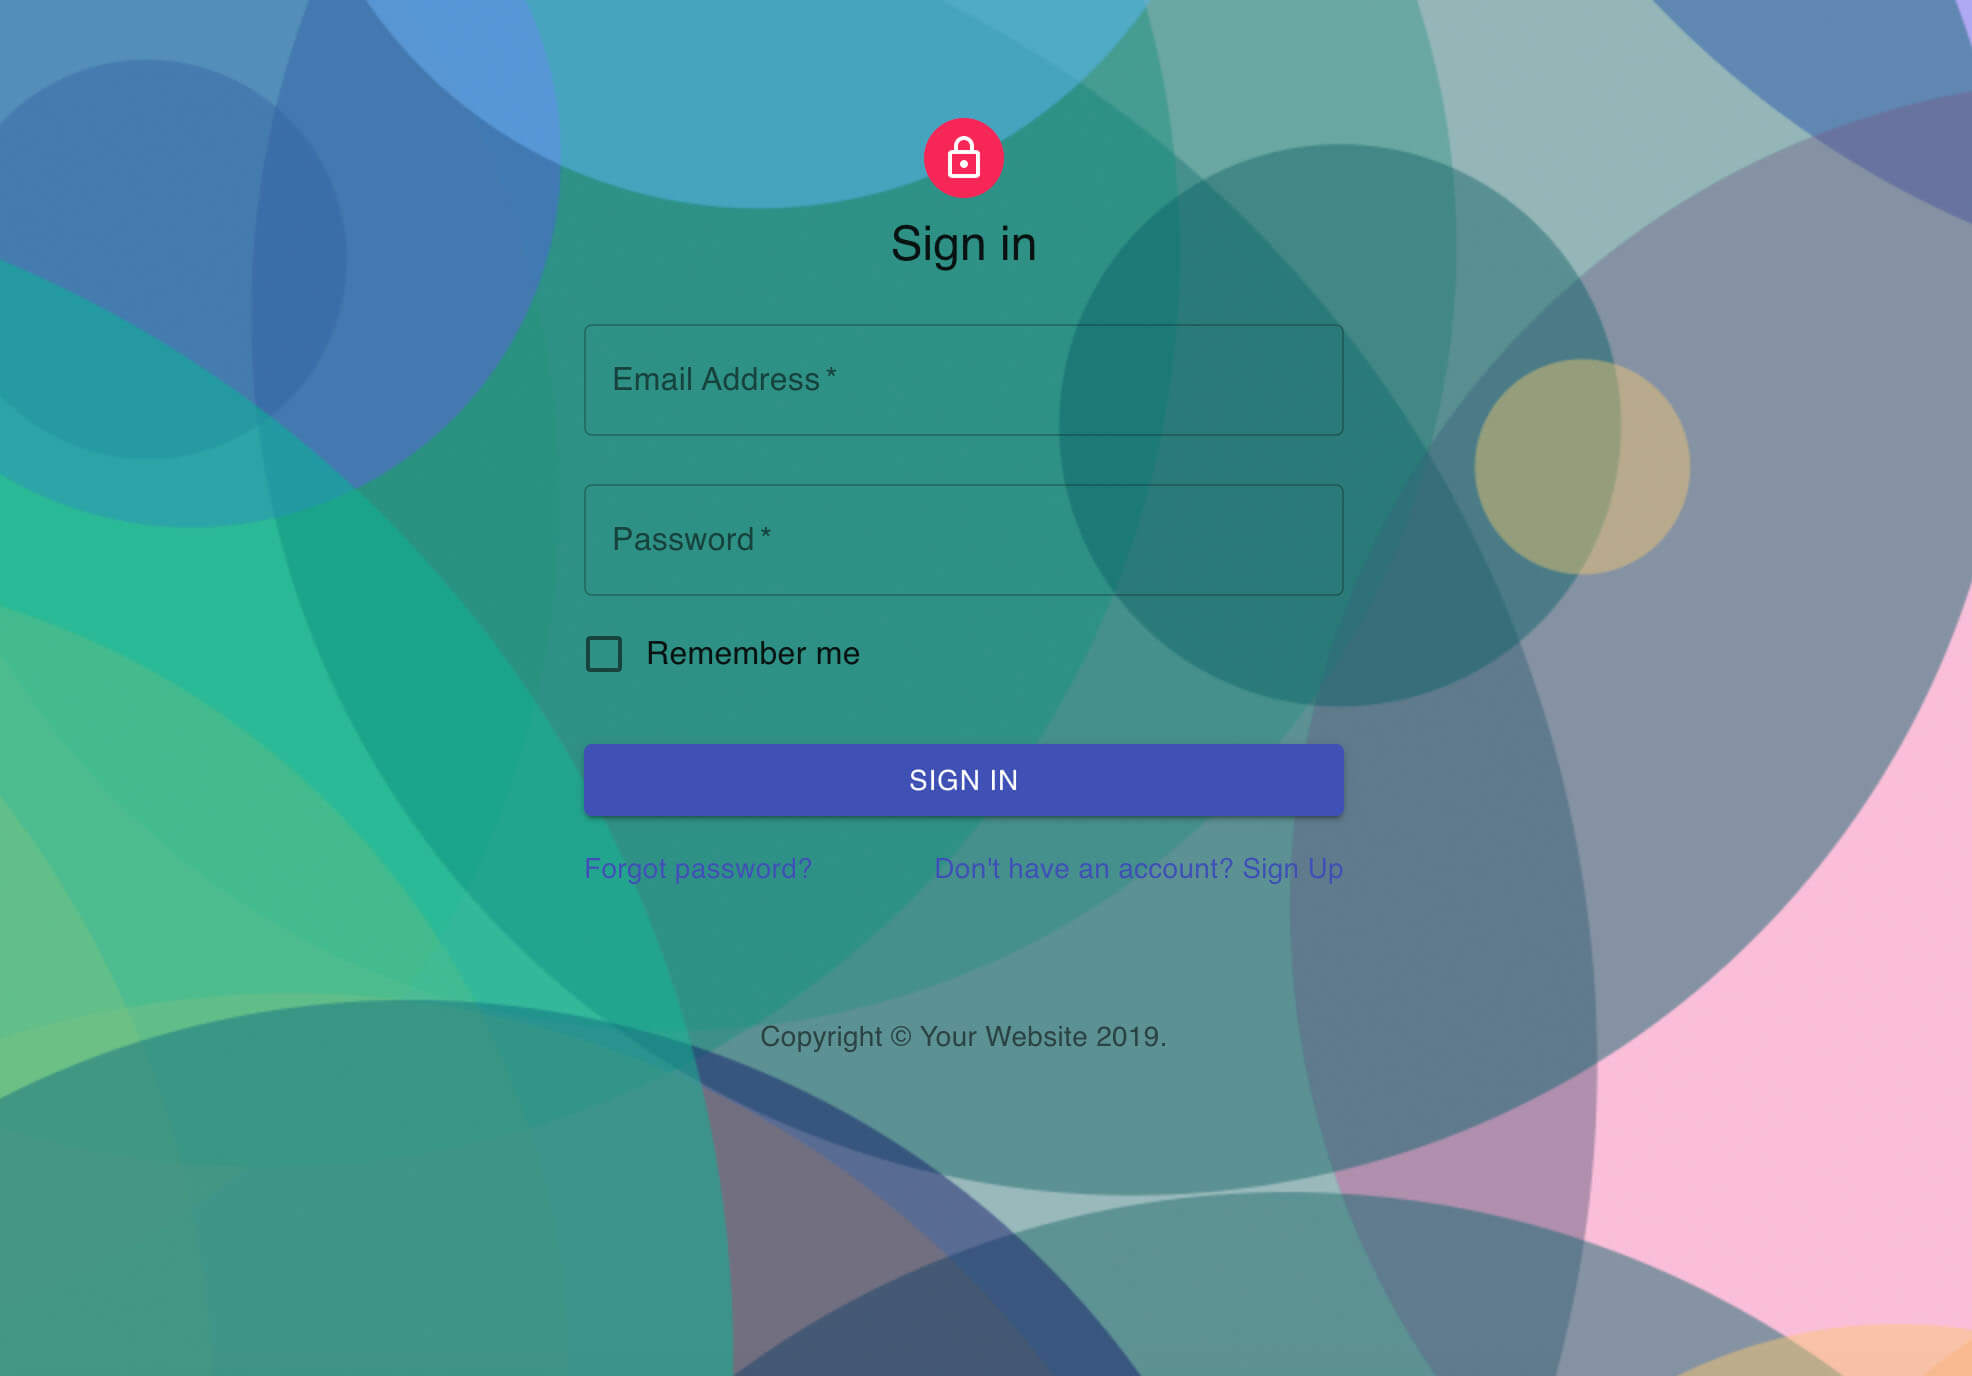 Sign in
Email Address *
Password *
Remember me
SIGN IN
Forgot password? Don't have an account? Sign Up
Copyright © Your Website 2019.